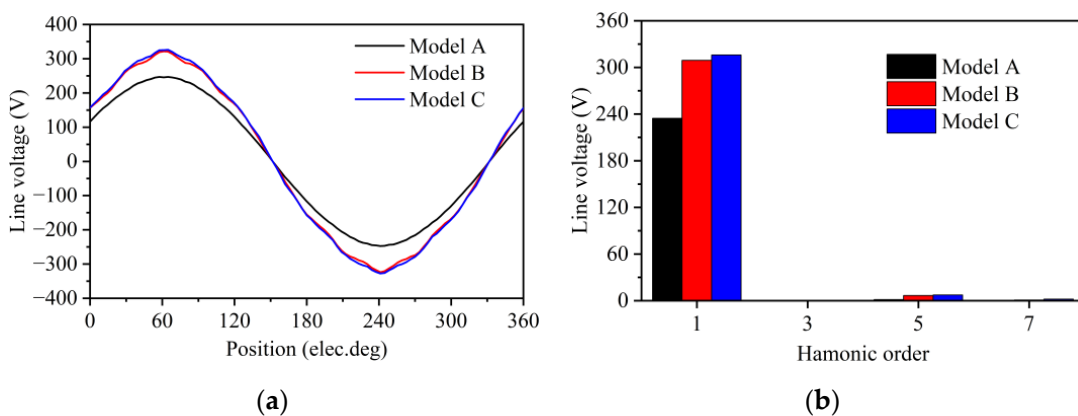 400
300
200
100
0
−100
−200
−300
−400
Line voltage (V)
Model A
Model B
Model C
0 60 120 180 240 300 360
Position (elec.deg)
(a)
360
300
240
180
120
60
0
Line voltage (V)
Model A
Model B
Model C
1 3 5 7
Hamonic order
(b)